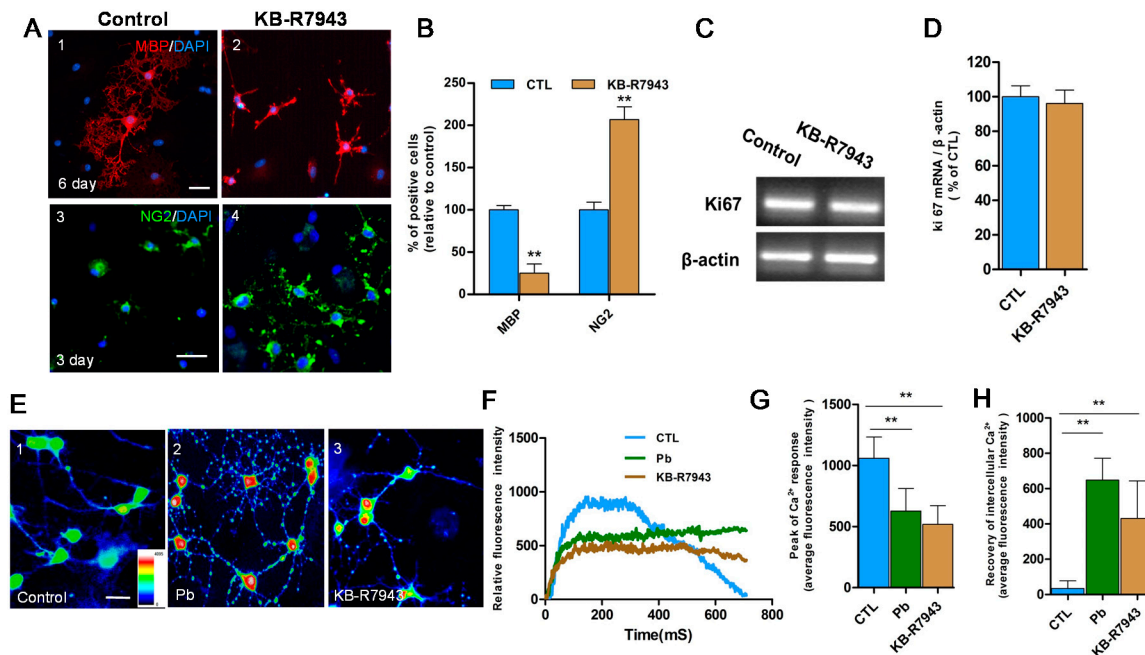 A
Control
KB-R7943
1
MBP/DAPI
2
6 day
3
NG2/DAPI
4
3 day
B
CTL
KB-R7943
% of positive cells
(relative to control)
250
200
150
100
50
0
**
**
MBP
NG2
C
Control
KB-R7943
Ki67
β-actin
D
ki 67 mRNA / β-actin
( % of CTL)
120
100
80
60
40
20
0
CTL
KB-R7943
E
1
2
3
Control
Pb
KB-R7943
F
Relative fluorescence intensity
1500
1000
500
0
CTL
Pb
KB-R7943
0
200
400
600
800
Time(mS)
G
Peak of Ca²⁺ response
(average fluorescence intensity)
1500
1000
500
0
**
**
CTL
Pb
KB-R7943
H
Recovery of intercellular Ca²⁺
(average fluorescence intensity)
1000
800
600
400
200
0
**
**
CTL
Pb
KB-R7943